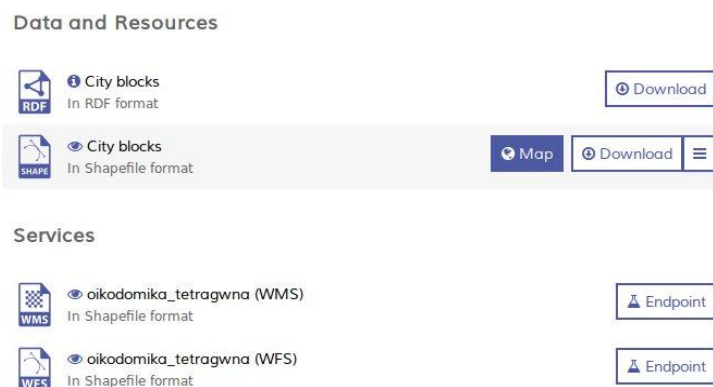 Data and Resources
City blocks
RDF
In RDF format
Download
City blocks
SHAPE
In Shapefile format
Map
Download
Services
oikodomika_tetragwna (WMS)
WMS
In Shapefile format
Endpoint
oikodomika_tetragwna (WFS)
WFS
In Shapefile format
Endpoint